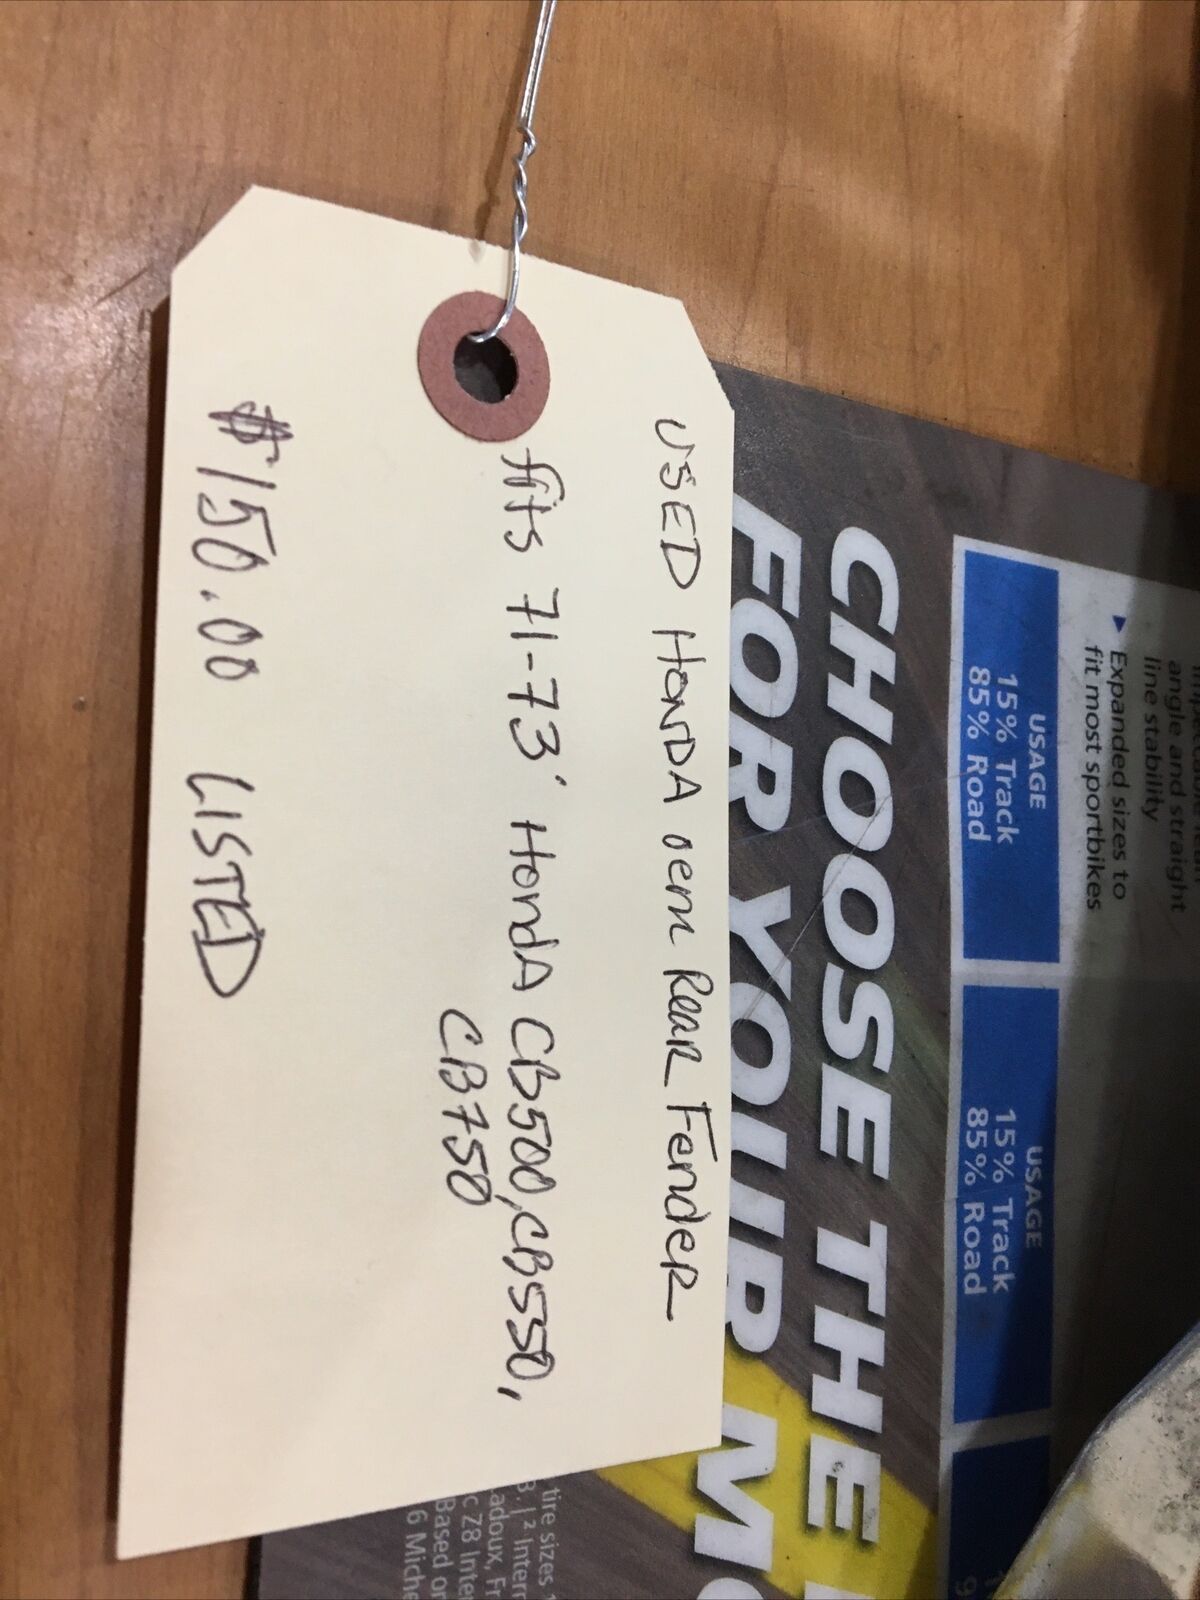 USED HONDA oem Rear Fender
fits 71-73' HondA CB500, CB550,
CB750
$150.00 LISTED
angle and straight
line stability
▸ Expanded sizes to
fit most sportbikes
USAGE
15% Track
85% Road
USAGE
15% Track
85% Road
CHOOSE THE
FOR YOUR
tire sizes